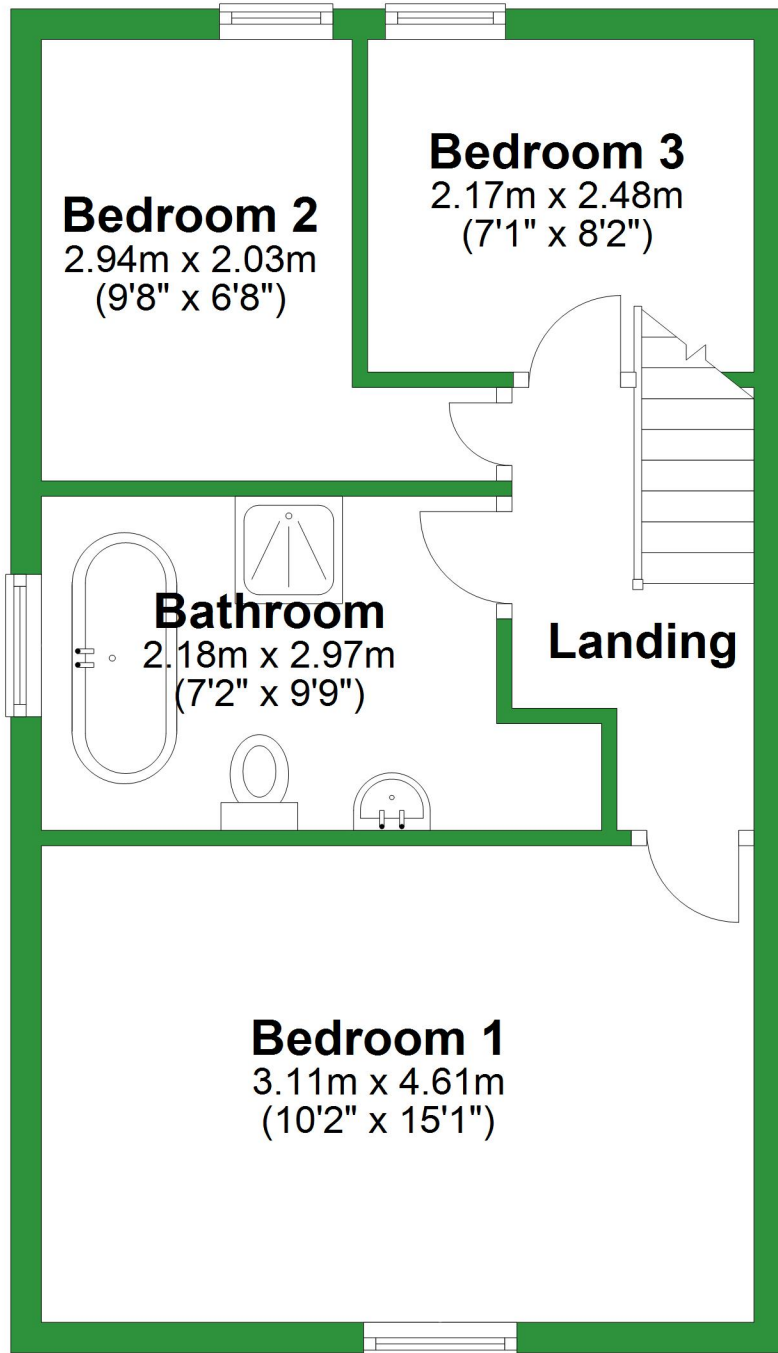 Bedroom 2
2.94m x 2.03m
(9'8" x 6'8")
Bedroom 3
2.17m x 2.48m
(7'1" x 8'2")
Bathroom
2.18m x 2.97m
(7'2" x 9'9")
Landing
Bedroom 1
3.11m x 4.61m
(10'2" x 15'1")